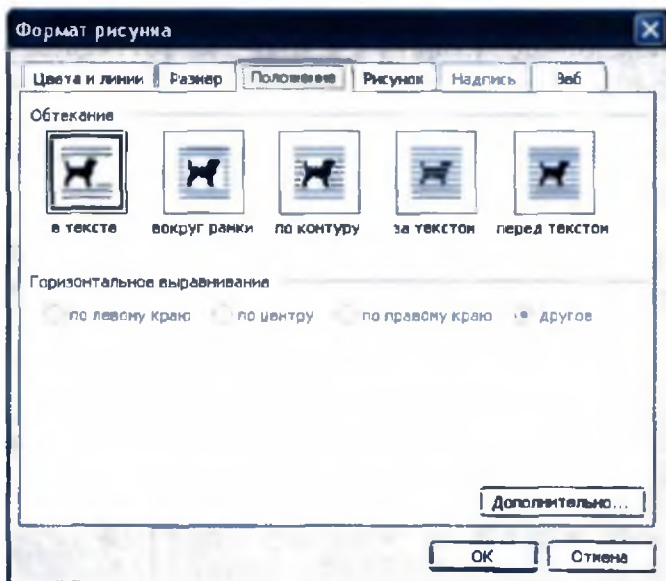 Формат рисунка
Цвета и линии Размер Положение Рисунок Надпись Веб
Обтекание
в тексте вокруг рамки по контуру за текстом перед текстом
Горизонтальное выравнивание
по левому краю по центру по правому краю другое
Дополнительно...
ОК Отмена